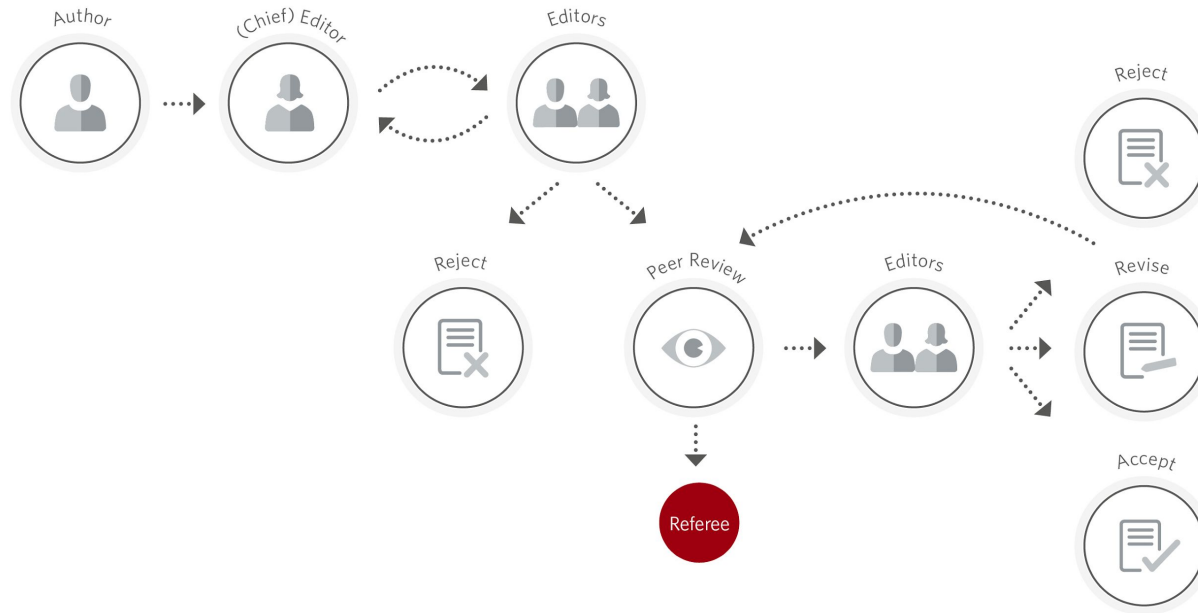 Author
(Chief) Editor
Editors
Reject
Reject
Peer Review
Editors
Revise
Referee
Accept